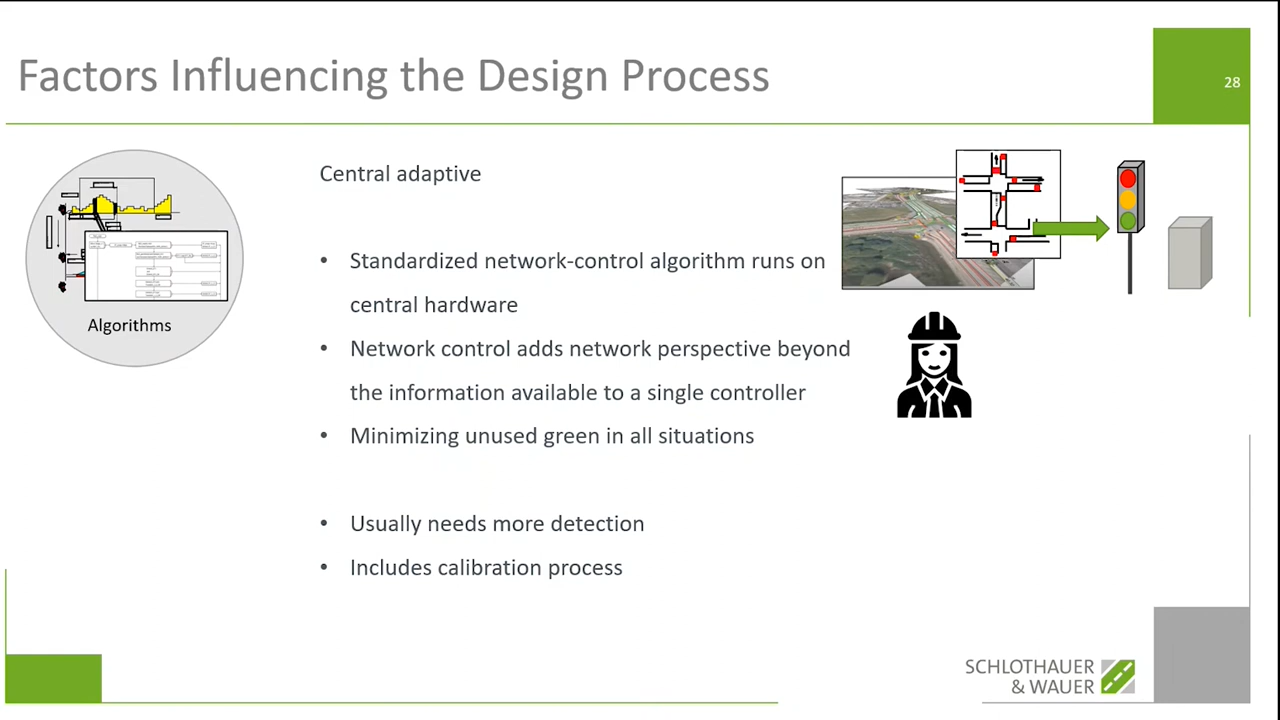 Factors Influencing the Design Process
28
Central adaptive
• Standardized network-control algorithm runs on
central hardware
• Network control adds network perspective beyond
the information available to a single controller
• Minimizing unused green in all situations
• Usually needs more detection
• Includes calibration process
Algorithms
SCHLOTHAUER
& WAUER